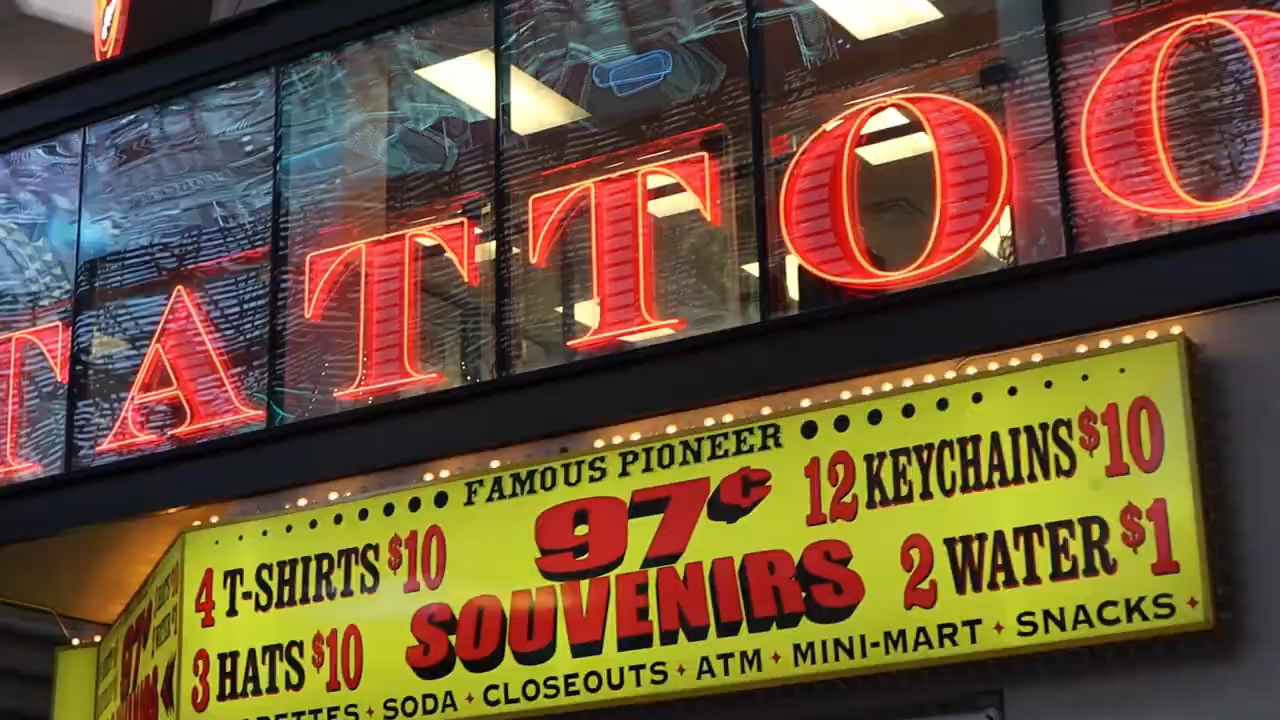 TATTOO
FAMOUS PIONEER
97¢
SOUVENIRS
4 T-SHIRTS $10
3 HATS $10
12 KEYCHAINS $10
2 WATER $1
SODA ✦ CLOSEOUTS ✦ ATM ✦ MINI-MART ✦ SNACKS ✦
97¢